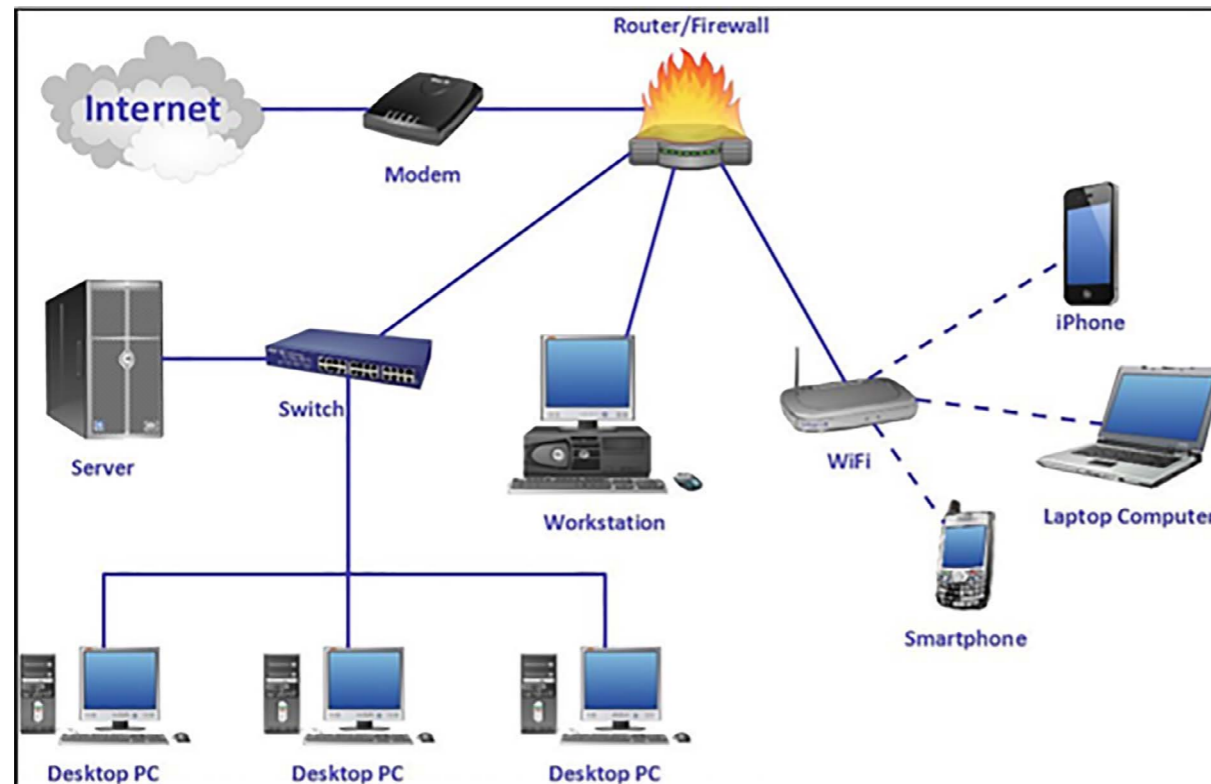 Router/Firewall
Internet
Modem
iPhone
Switch
Server
WiFi
Laptop Computer
Workstation
Smartphone
Desktop PC
Desktop PC
Desktop PC